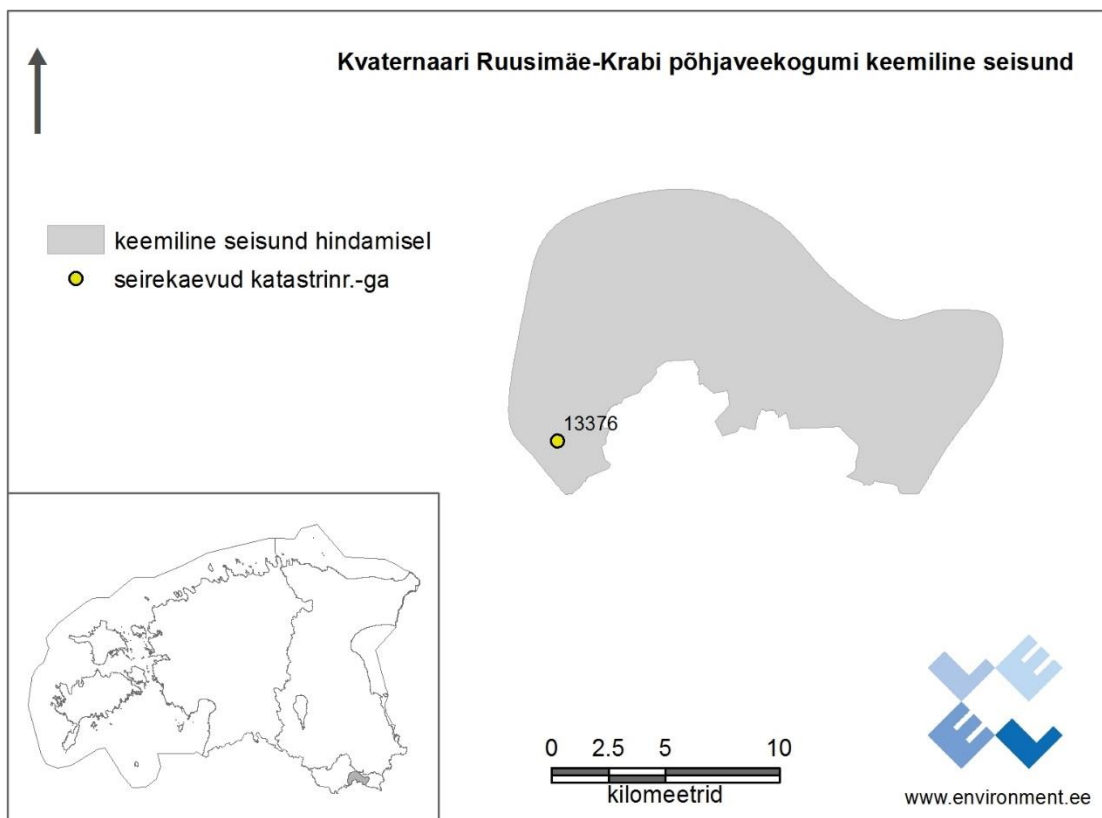 Kvaternaari Ruusimäe-Krabi põhjaveekogumi keemiline seisund
keemiline seisund hindamisel
seirekaevud katastrinr.-ga
13376
0 2.5 5 10
kilomeetrid
www.environment.ee